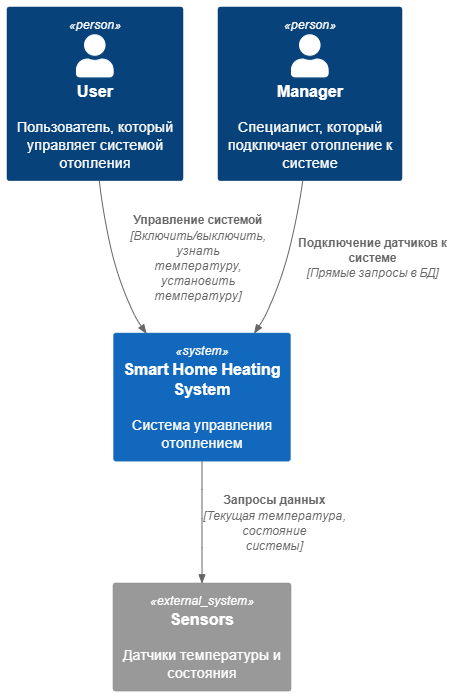 «person»
User
Пользователь, который
управляет системой
отопления
«person»
Manager
Специалист, который
подключает отопление к
системе
Управление системой
[Включить/выключить,
узнать
температуру,
установить
температуру]
Подключение датчиков к
системе
[Прямые запросы в БД]
«system»
Smart Home Heating
System
Система управления
отоплением
Запросы данных
[Текущая температура,
состояние
системы]
«external_system»
Sensors
Датчики температуры и
состояния